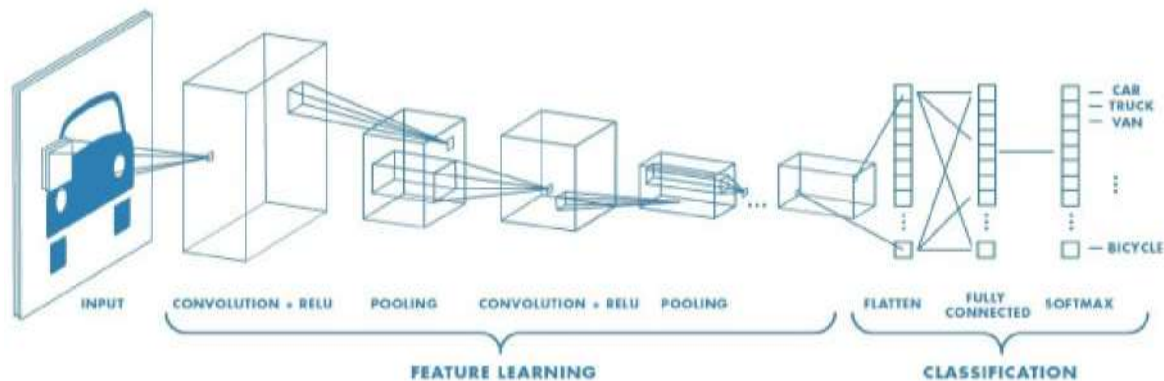 CAR
TRUCK
VAN
BICYCLE
INPUT
CONVOLUTION + RELU
POOLING
CONVOLUTION + RELU
POOLING
FLATTEN
FULLY
CONNECTED
SOFTMAX
FEATURE LEARNING
CLASSIFICATION